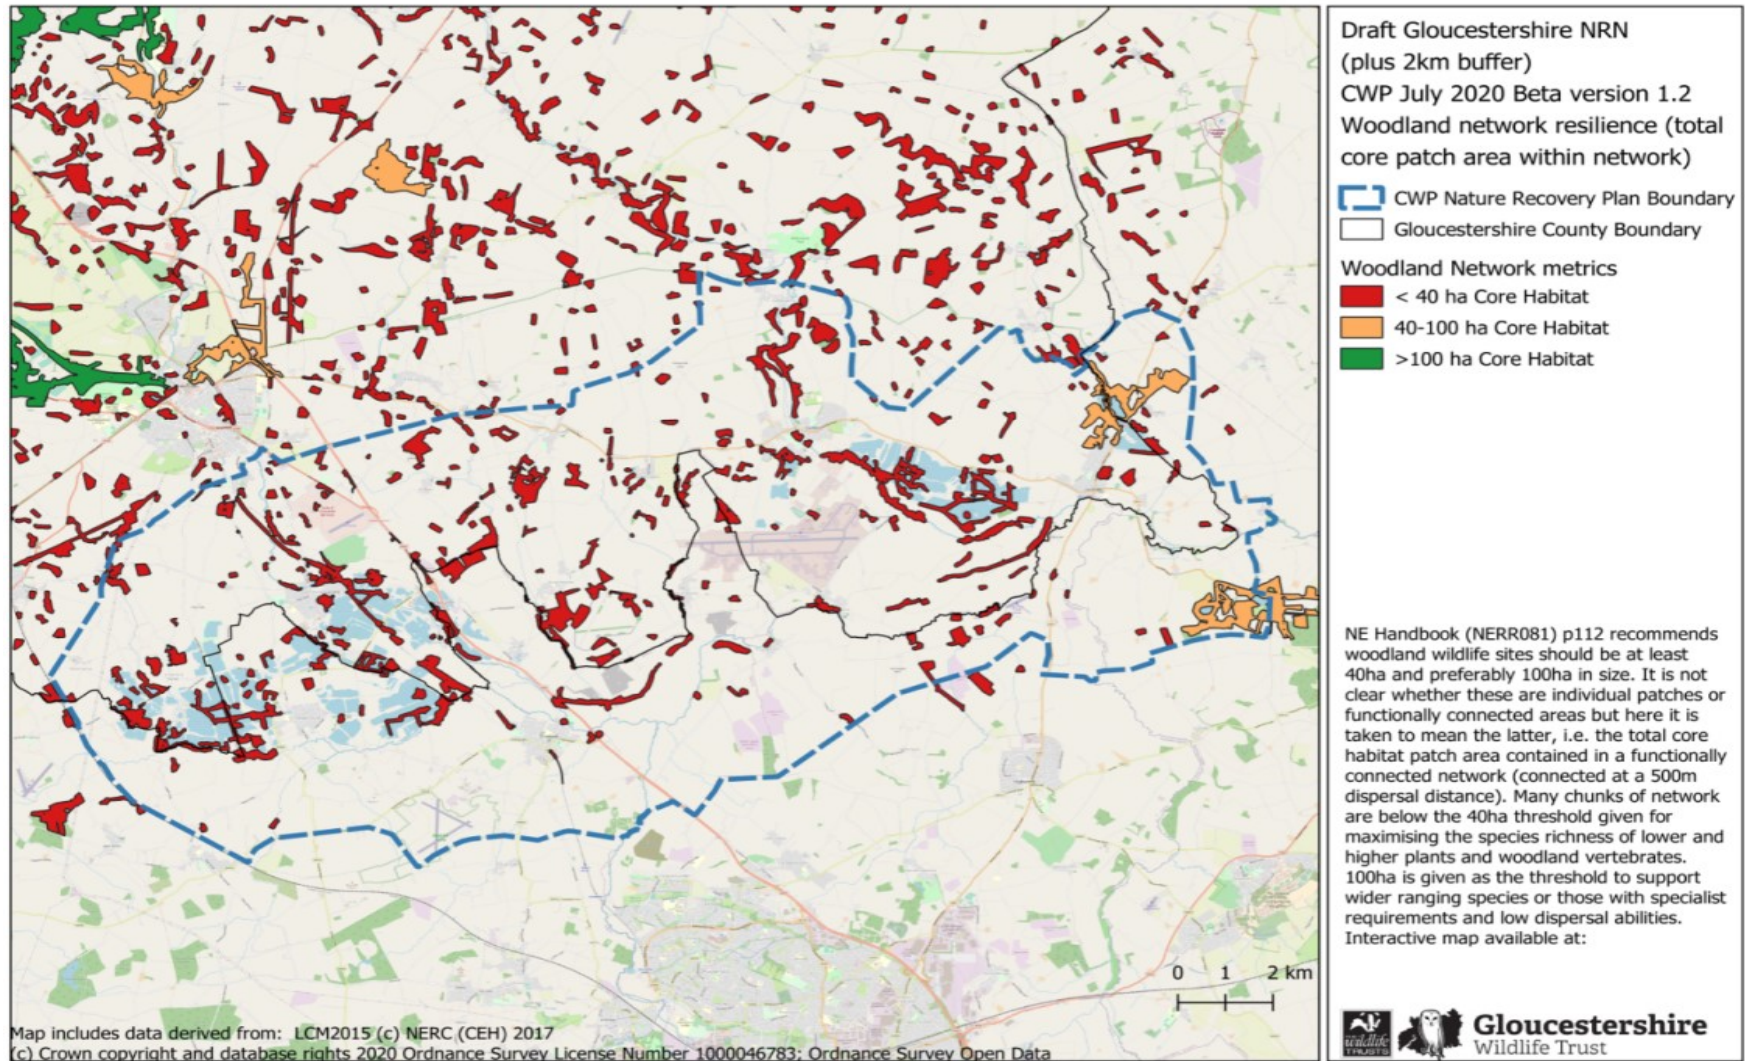 Draft Gloucestershire NRN
(plus 2km buffer)
CWP July 2020 Beta version 1.2
Woodland network resilience (total
core patch area within network)
CWP Nature Recovery Plan Boundary
Gloucestershire County Boundary
Woodland Network metrics
< 40 ha Core Habitat
40-100 ha Core Habitat
>100 ha Core Habitat
NE Handbook (NERR081) p112 recommends
woodland wildlife sites should be at least
40ha and preferably 100ha in size. It is not
clear whether these are individual patches or
functionally connected areas but here it is
taken to mean the latter, i.e. the total core
habitat patch area contained in a functionally
connected network (connected at a 500m
dispersal distance). Many chunks of network
are below the 40ha threshold given for
maximising the species richness of lower and
higher plants and woodland vertebrates.
100ha is given as the threshold to support
wider ranging species or those with specialist
requirements and low dispersal abilities.
Interactive map available at:
0 1 2 km
Map includes data derived from: LCM2015 (c) NERC (CEH) 2017
(c) Crown copyright and database rights 2020 Ordnance Survey License Number 1000046783; Ordnance Survey Open Data
wildlife
TRUSTS
Gloucestershire
Wildlife Trust